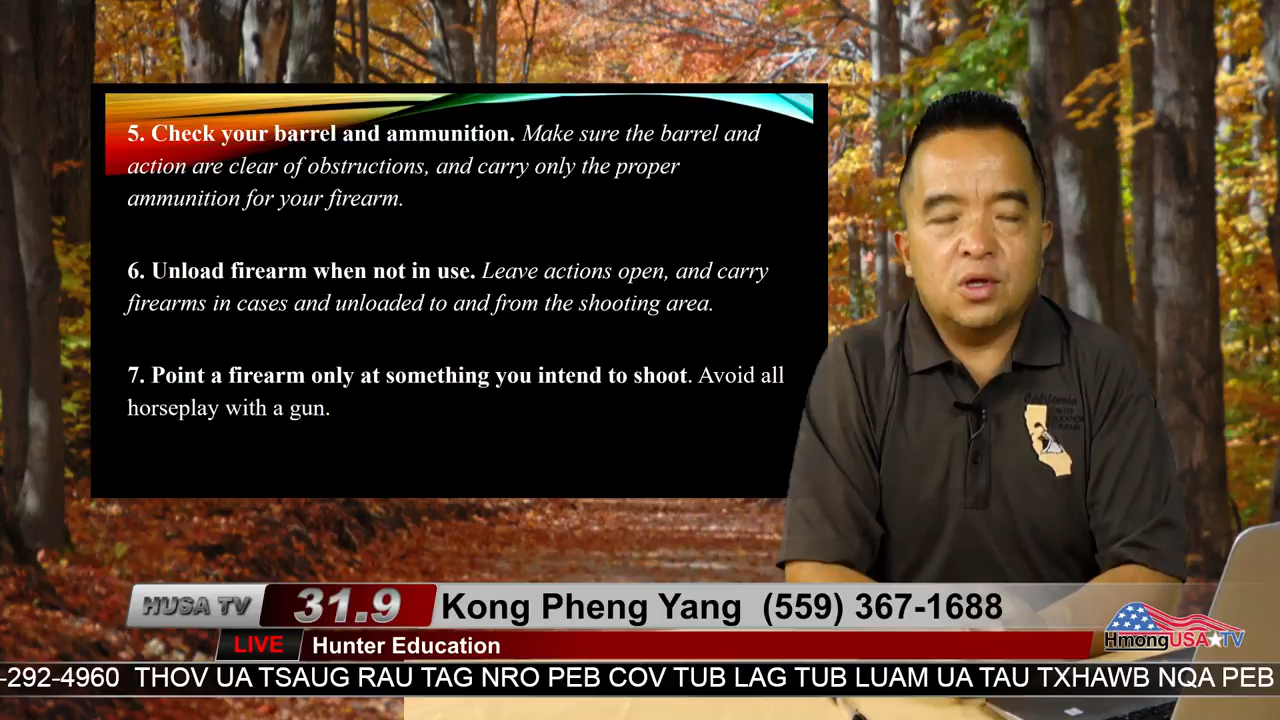 5. Check your barrel and ammunition. Make sure the barrel and
action are clear of obstructions, and carry only the proper
ammunition for your firearm.
6. Unload firearm when not in use. Leave actions open, and carry
firearms in cases and unloaded to and from the shooting area.
7. Point a firearm only at something you intend to shoot. Avoid all
horseplay with a gun.
California
HUSA TV 31.9 Kong Pheng Yang (559) 367-1688
LIVE Hunter Education
HmongUSA TV
-292-4960 THOV UA TSAUG RAU TAG NRO PEB COV TUB LAG TUB LUAM UA TAU TXHAWB NQA PEB